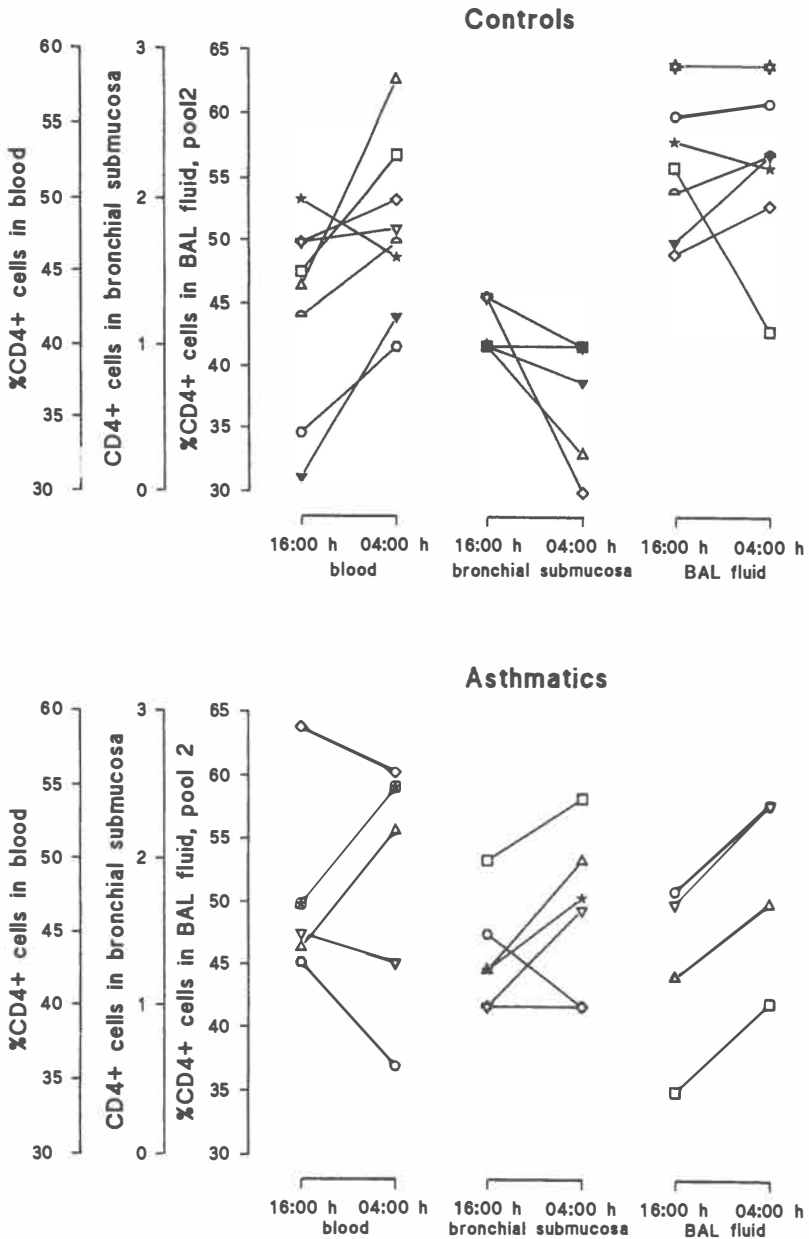 Controls
%CD4+ cells in blood
60
55
50
45
40
35
30
CD4+ cells in bronchial submucosa
3
2
1
0
%CD4+ cells in BAL fluid, pool2
65
60
55
50
45
40
35
30
16:00 h 04:00 h
blood
16:00 h 04:00 h
bronchial submucosa
16:00 h 04:00 h
BAL fluid
Asthmatics
%CD4+ cells in blood
60
55
50
45
40
35
30
CD4+ cells in bronchial submucosa
3
2
1
0
%CD4+ cells in BAL fluid, pool 2
65
60
55
50
45
40
35
30
16:00 h 04:00 h
blood
16:00 h 04:00 h
bronchial submucosa
16:00 h 04:00 h
BAL fluid